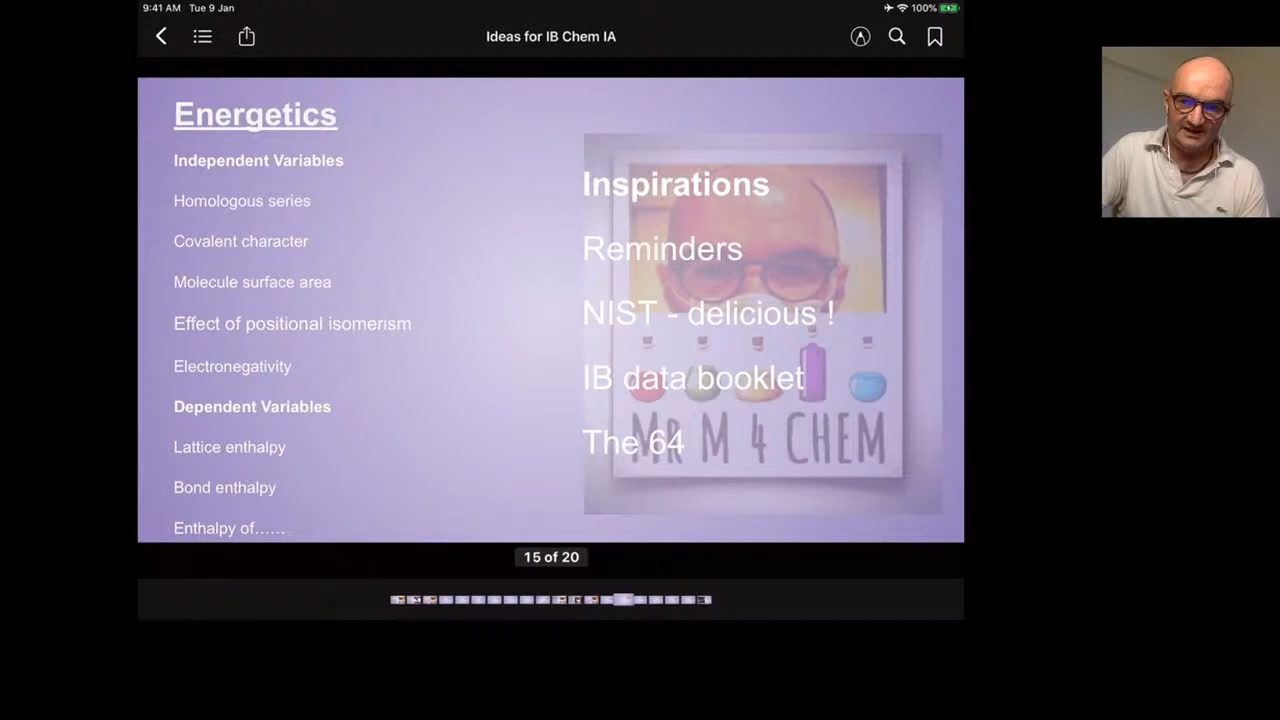 9:41 AM Tue 9 Jan
100%
Ideas for IB Chem IA
Energetics
Independent Variables
Homologous series
Covalent character
Molecule surface area
Effect of positional isomerism
Electronegativity
Dependent Variables
Lattice enthalpy
Bond enthalpy
Enthalpy of......
Inspirations
Reminders
NIST - delicious !
IB data booklet
The 64
MR M 4 CHEM
15 of 20